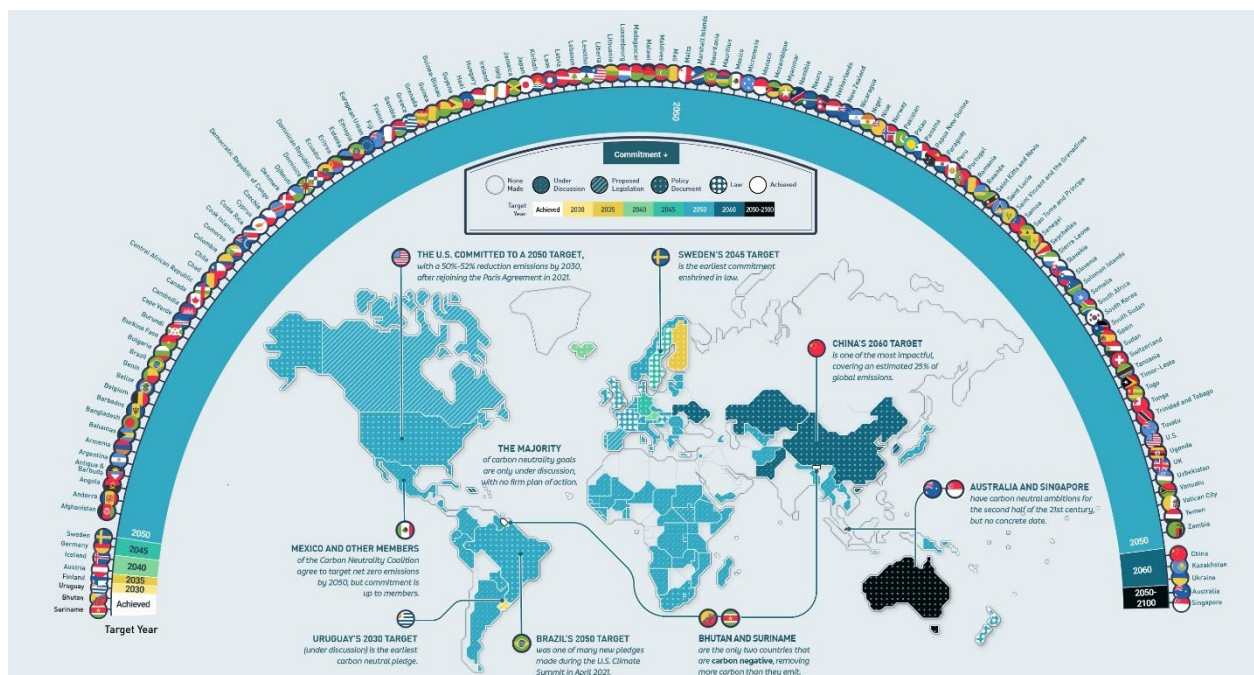 Afghanistan
Andorra
Angola
Antigua &
Barbuda
Argentina
Armenia
Bahamas
Bangladesh
Barbados
Belgium
Belize
Benin
Brazil
Bulgaria
Burkina Faso
Burundi
Cape Verde
Cambodia
Canada
Central African Republic
Chad
Chile
Colombia
Comoros
Cook Islands
Costa Rica
Cyprus
Czechia
Denmark
Democratic Republic of Congo
Djibouti
Dominica
Dominican Republic
Ecuador
Eritrea
Estonia
Ethiopia
European Union
Fiji
France
Gambia
Greece
Grenada
Guinea
Guinea-Bissau
Guyana
Haiti
Hungary
Ireland
Italy
Jamaica
Japan
Kiribati
Laos
Latvia
Lebanon
Lesotho
Liberia
Lithuania
Luxembourg
Madagascar
Malawi
Maldives
Mali
Malta
Marshall Islands
Mauritania
Mauritius
Mexico
Micronesia
Monaco
Mozambique
Myanmar
Namibia
Nauru
Nepal
Netherlands
New Zealand
Nicaragua
Niger
Niue
Norway
Pakistan
Palau
Panama
Papua New Guinea
Paraguay
Peru
Portugal
Romania
Rwanda
Saint Kitts and Nevis
Saint Lucia
Saint Vincent and the Grenadines
Samoa
Sao Tome and Principe
Senegal
Seychelles
Sierra Leone
Slovakia
Slovenia
Solomon Islands
Somalia
South Africa
South Korea
South Sudan
Spain
Sudan
Switzerland
Tanzania
Timor-Leste
Togo
Tonga
Trinidad and Tobago
Tuvalu
U.S.
Uganda
UK
Uzbekistan
Vanuatu
Vatican City
Yemen
Zambia
2050
Commitment ↓
None
Made
Under
Discussion
Proposed
Legislation
Policy
Document
Law
Achieved
Target
Year
Achieved 2030 2035 2040 2045 2050 2060 2050-2100
THE U.S. COMMITTED TO A 2050 TARGET,
with a 50%-52% reduction emissions by 2030,
after rejoining the Paris Agreement in 2021.
SWEDEN'S 2045 TARGET
is the earliest commitment
enshrined in law.
CHINA'S 2060 TARGET
is one of the most impactful,
covering an estimated 25% of
global emissions.
THE MAJORITY
of carbon neutrality goals
are only under discussion,
with no firm plan of action.
AUSTRALIA AND SINGAPORE
have carbon neutral ambitions for
the second half of the 21st century,
but no concrete date.
MEXICO AND OTHER MEMBERS
of the Carbon Neutrality Coalition
agree to target net zero emissions
by 2050, but commitment is
up to members.
URUGUAY'S 2030 TARGET
(under discussion) is the earliest
carbon neutral pledge.
BRAZIL'S 2050 TARGET
was one of many new pledges
made during the U.S. Climate
Summit in April 2021.
BHUTAN AND SURINAME
are the only two countries that
are carbon negative, removing
more carbon than they emit.
Sweden
Germany
Iceland
Austria
Finland
Uruguay
Bhutan
Suriname
2050
2045
2040
2035
2030
Achieved
Target Year
2050
2060
2050-
2100
China
Kazakhstan
Ukraine
Australia
Singapore